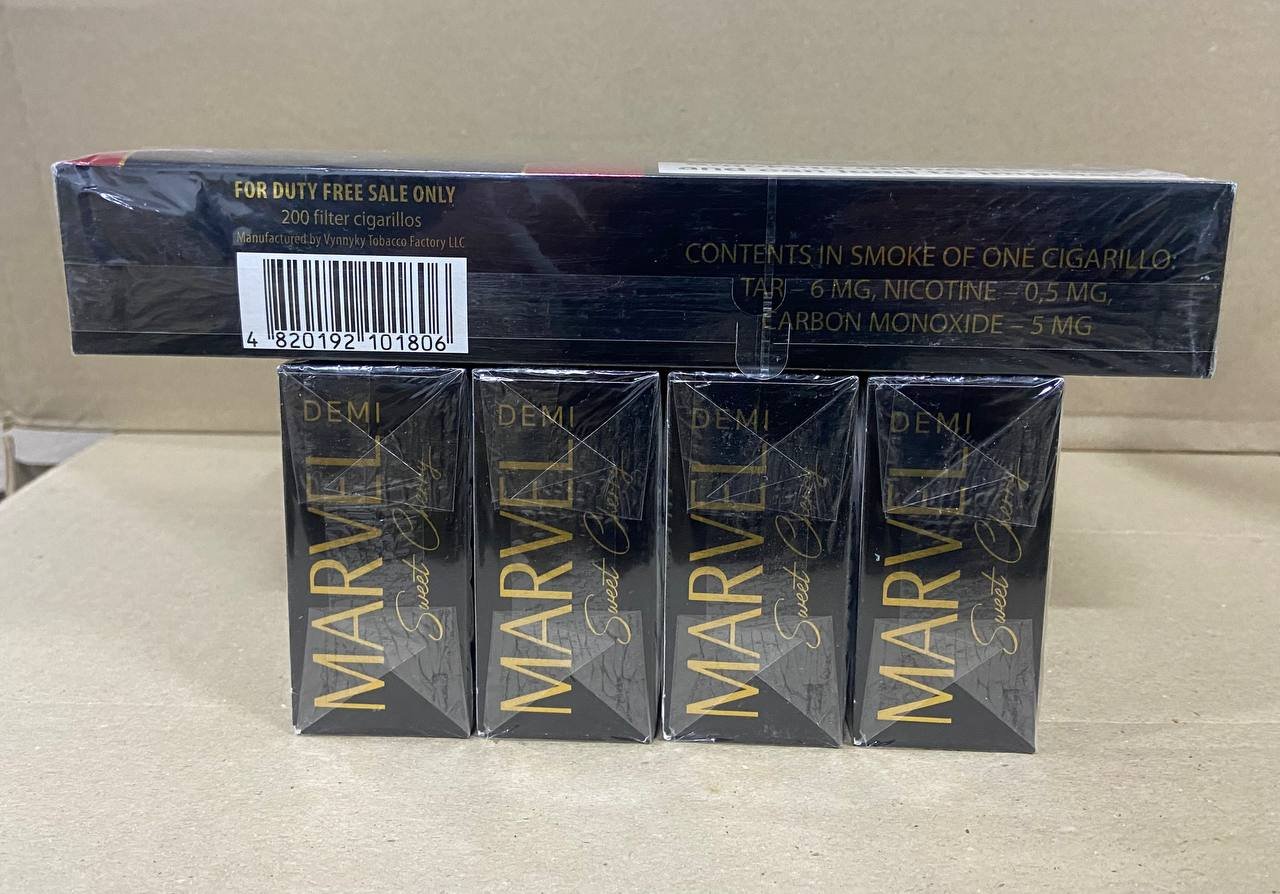 FOR DUTY FREE SALE ONLY
200 filter cigarillos
Manufactured by Vynnyky Tobacco Factory LLC
4 820192 101806
CONTENTS IN SMOKE OF ONE CIGARILLO:
TAR – 6 MG, NICOTINE – 0,5 MG,
CARBON MONOXIDE – 5 MG
DEMI
MARVEL
Sweet Cherry
DEMI
MARVEL
Sweet Cherry
DEMI
MARVEL
Sweet Cherry
DEMI
MARVEL
Sweet Cherry